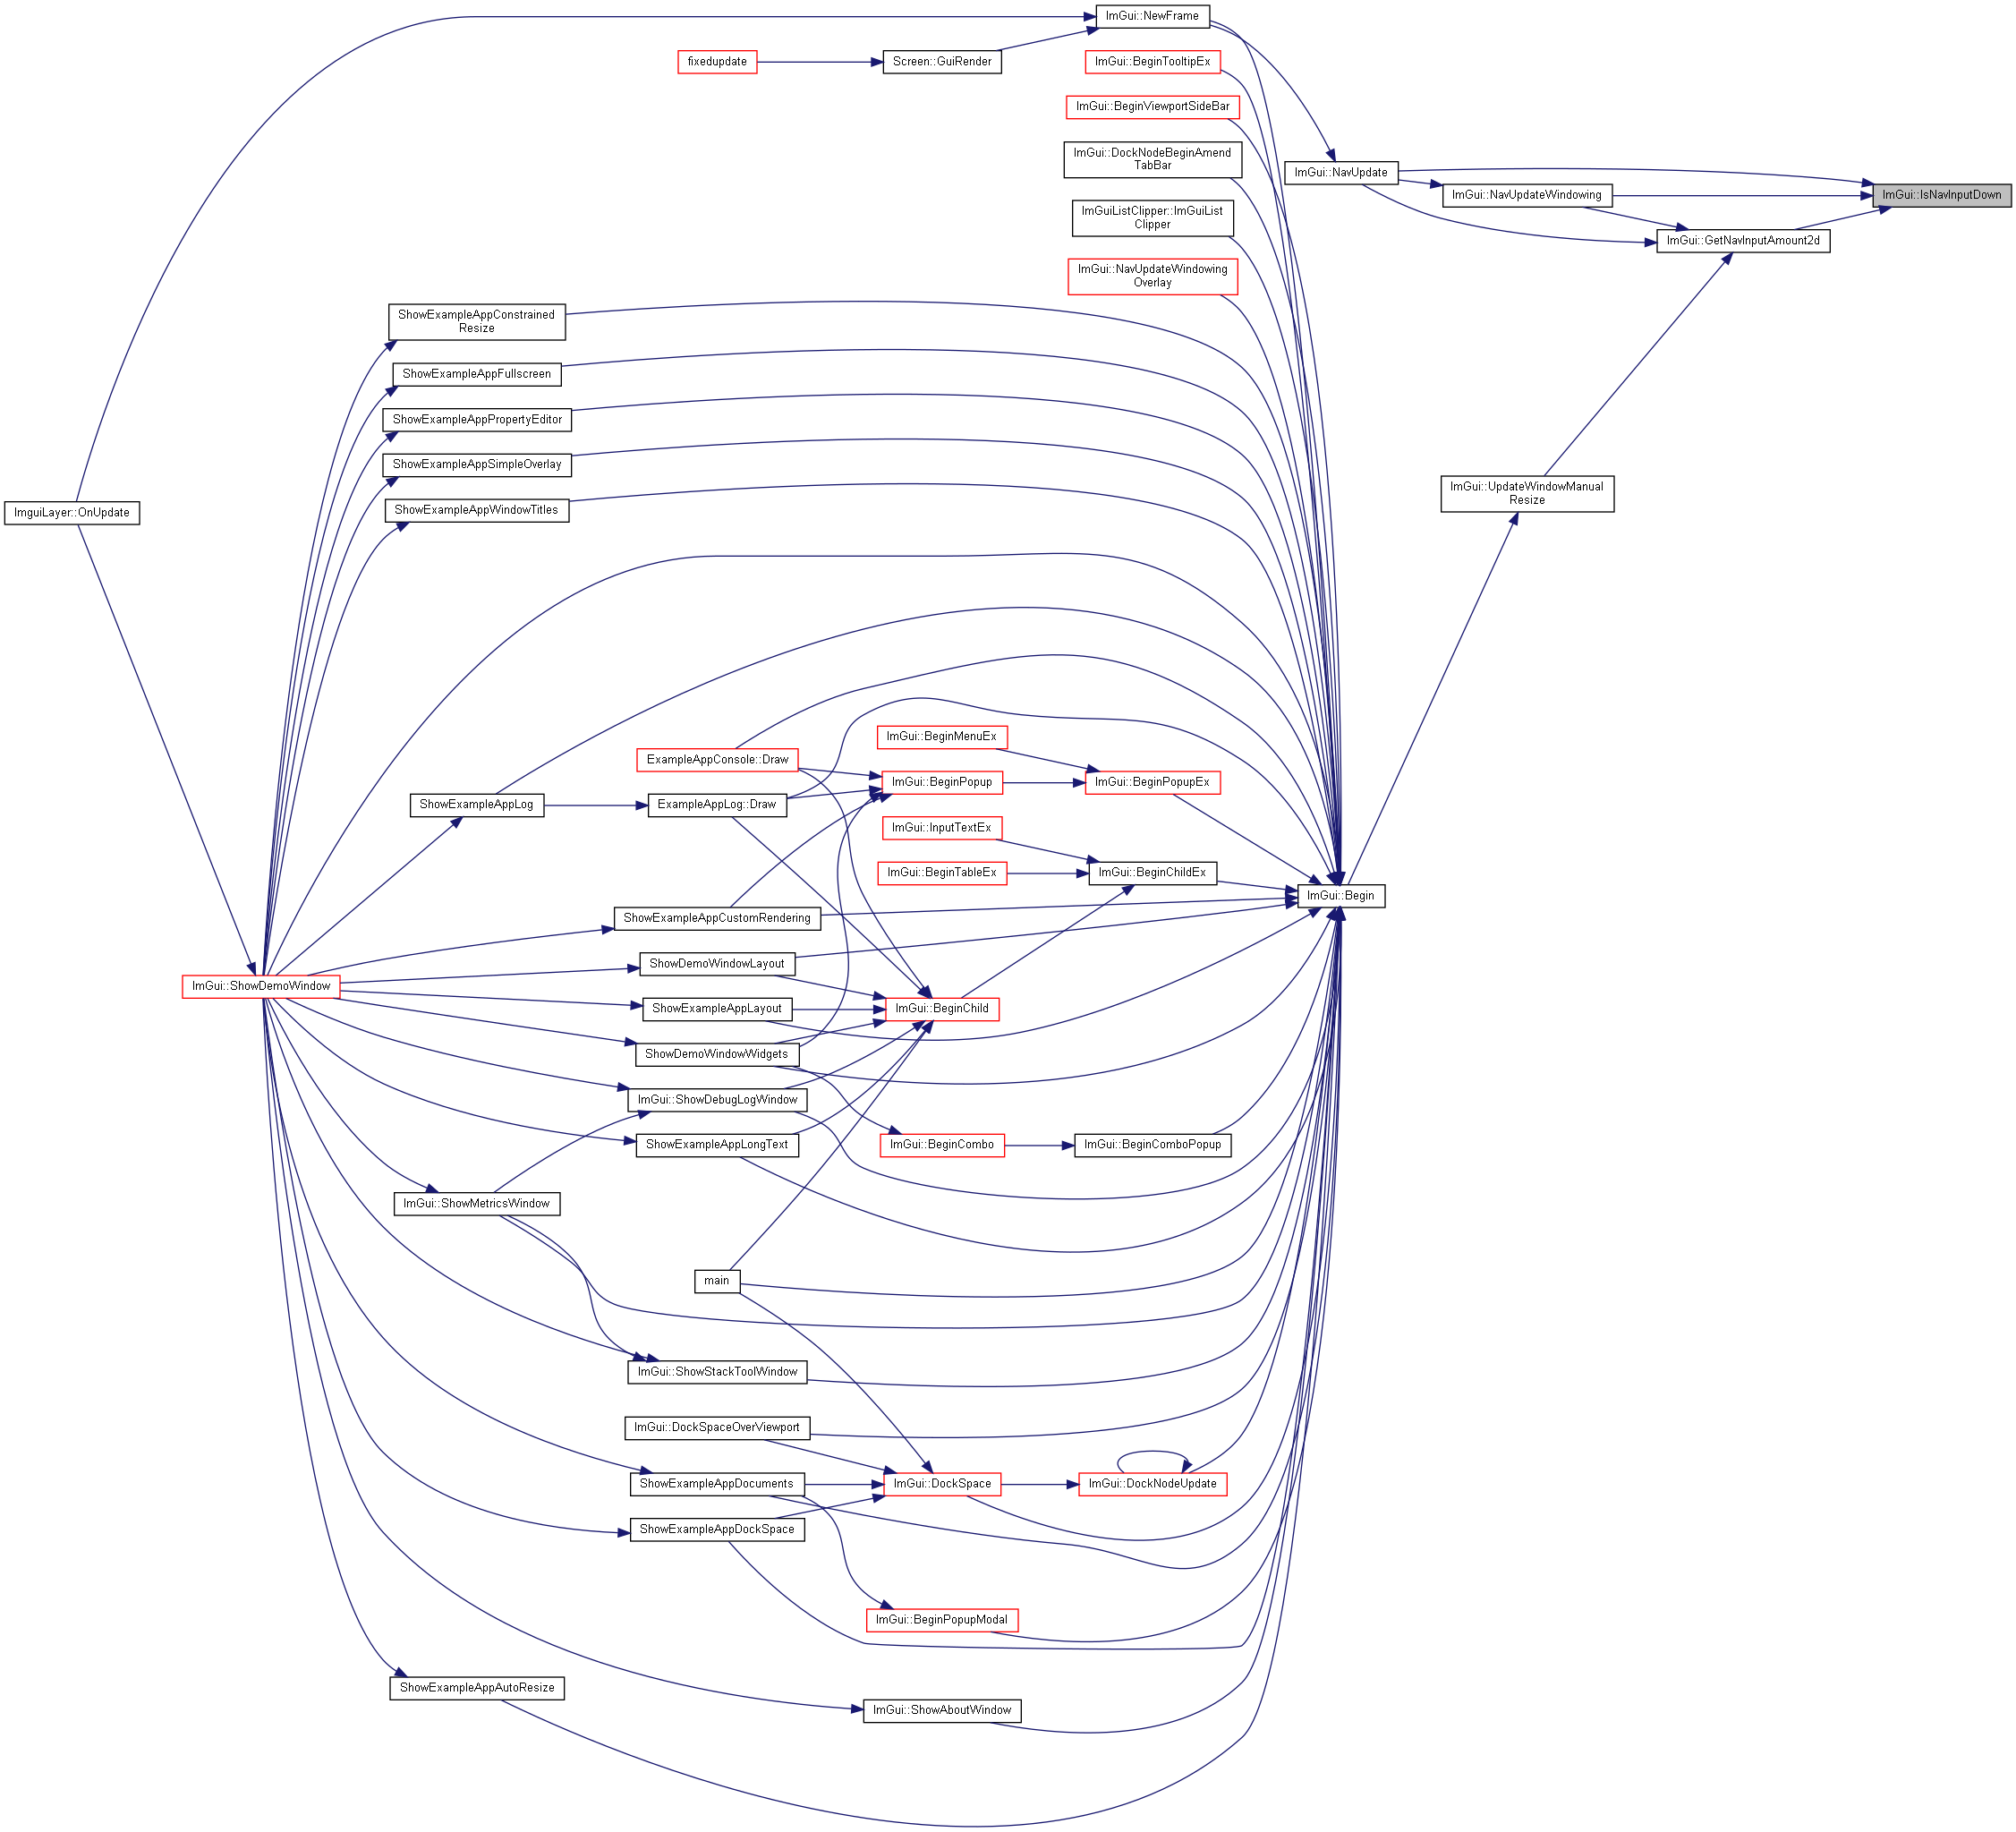 ImGui::NewFrame
fixedupdate
Screen::GuiRender
ImGui::BeginTooltipEx
ImGui::BeginViewportSideBar
ImGui::DockNodeBeginAmend
TabBar
ImGui::NavUpdate
ImGui::NavUpdateWindowing
ImGui::IsNavInputDown
ImGuiListClipper::ImGuiList
Clipper
ImGui::GetNavInputAmount2d
ImGui::NavUpdateWindowing
Overlay
ShowExampleAppConstrained
Resize
ShowExampleAppFullscreen
ShowExampleAppPropertyEditor
ShowExampleAppSimpleOverlay
ImGui::UpdateWindowManual
Resize
ImguiLayer::OnUpdate
ShowExampleAppWindowTitles
ImGui::BeginMenuEx
ExampleAppConsole::Draw
ImGui::BeginPopup
ImGui::BeginPopupEx
ShowExampleAppLog
ExampleAppLog::Draw
ImGui::InputTextEx
ImGui::BeginTableEx
ImGui::BeginChildEx
ImGui::Begin
ShowExampleAppCustomRendering
ShowDemoWindowLayout
ImGui::ShowDemoWindow
ShowExampleAppLayout
ImGui::BeginChild
ShowDemoWindowWidgets
ImGui::ShowDebugLogWindow
ShowExampleAppLongText
ImGui::BeginCombo
ImGui::BeginComboPopup
ImGui::ShowMetricsWindow
main
ImGui::ShowStackToolWindow
ImGui::DockSpaceOverViewport
ShowExampleAppDocuments
ImGui::DockSpace
ImGui::DockNodeUpdate
ShowExampleAppDockSpace
ImGui::BeginPopupModal
ShowExampleAppAutoResize
ImGui::ShowAboutWindow